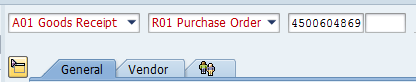 A01 Goods Receipt R01 Purchase Order 4500604869
General Vendor